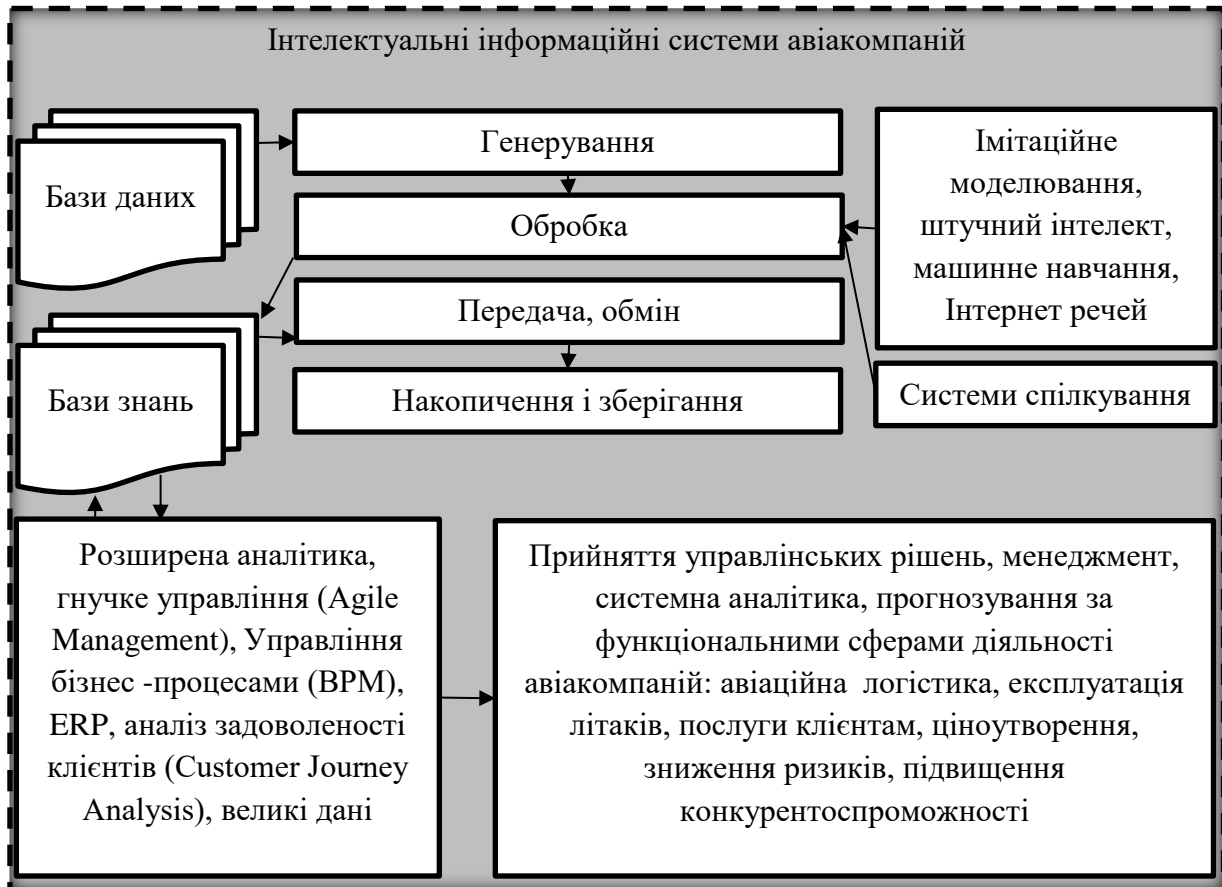 Інтелектуальні інформаційні системи авіакомпаній
Бази даних
Генерування
Обробка
Передача, обмін
Накопичення і зберігання
Імітаційне
моделювання,
штучний інтелект,
машинне навчання,
Інтернет речей
Системи спілкування
Бази знань
Розширена аналітика,
гнучке управління (Agile
Management), Управління
бізнес -процесами (BPM),
ERP, аналіз задоволеності
клієнтів (Customer Journey
Analysis), великі дані
Прийняття управлінських рішень, менеджмент,
системна аналітика, прогнозування за
функціональними сферами діяльності
авіакомпаній: авіаційна  логістика, експлуатація
літаків, послуги клієнтам, ціноутворення,
зниження ризиків, підвищення
конкурентоспроможності